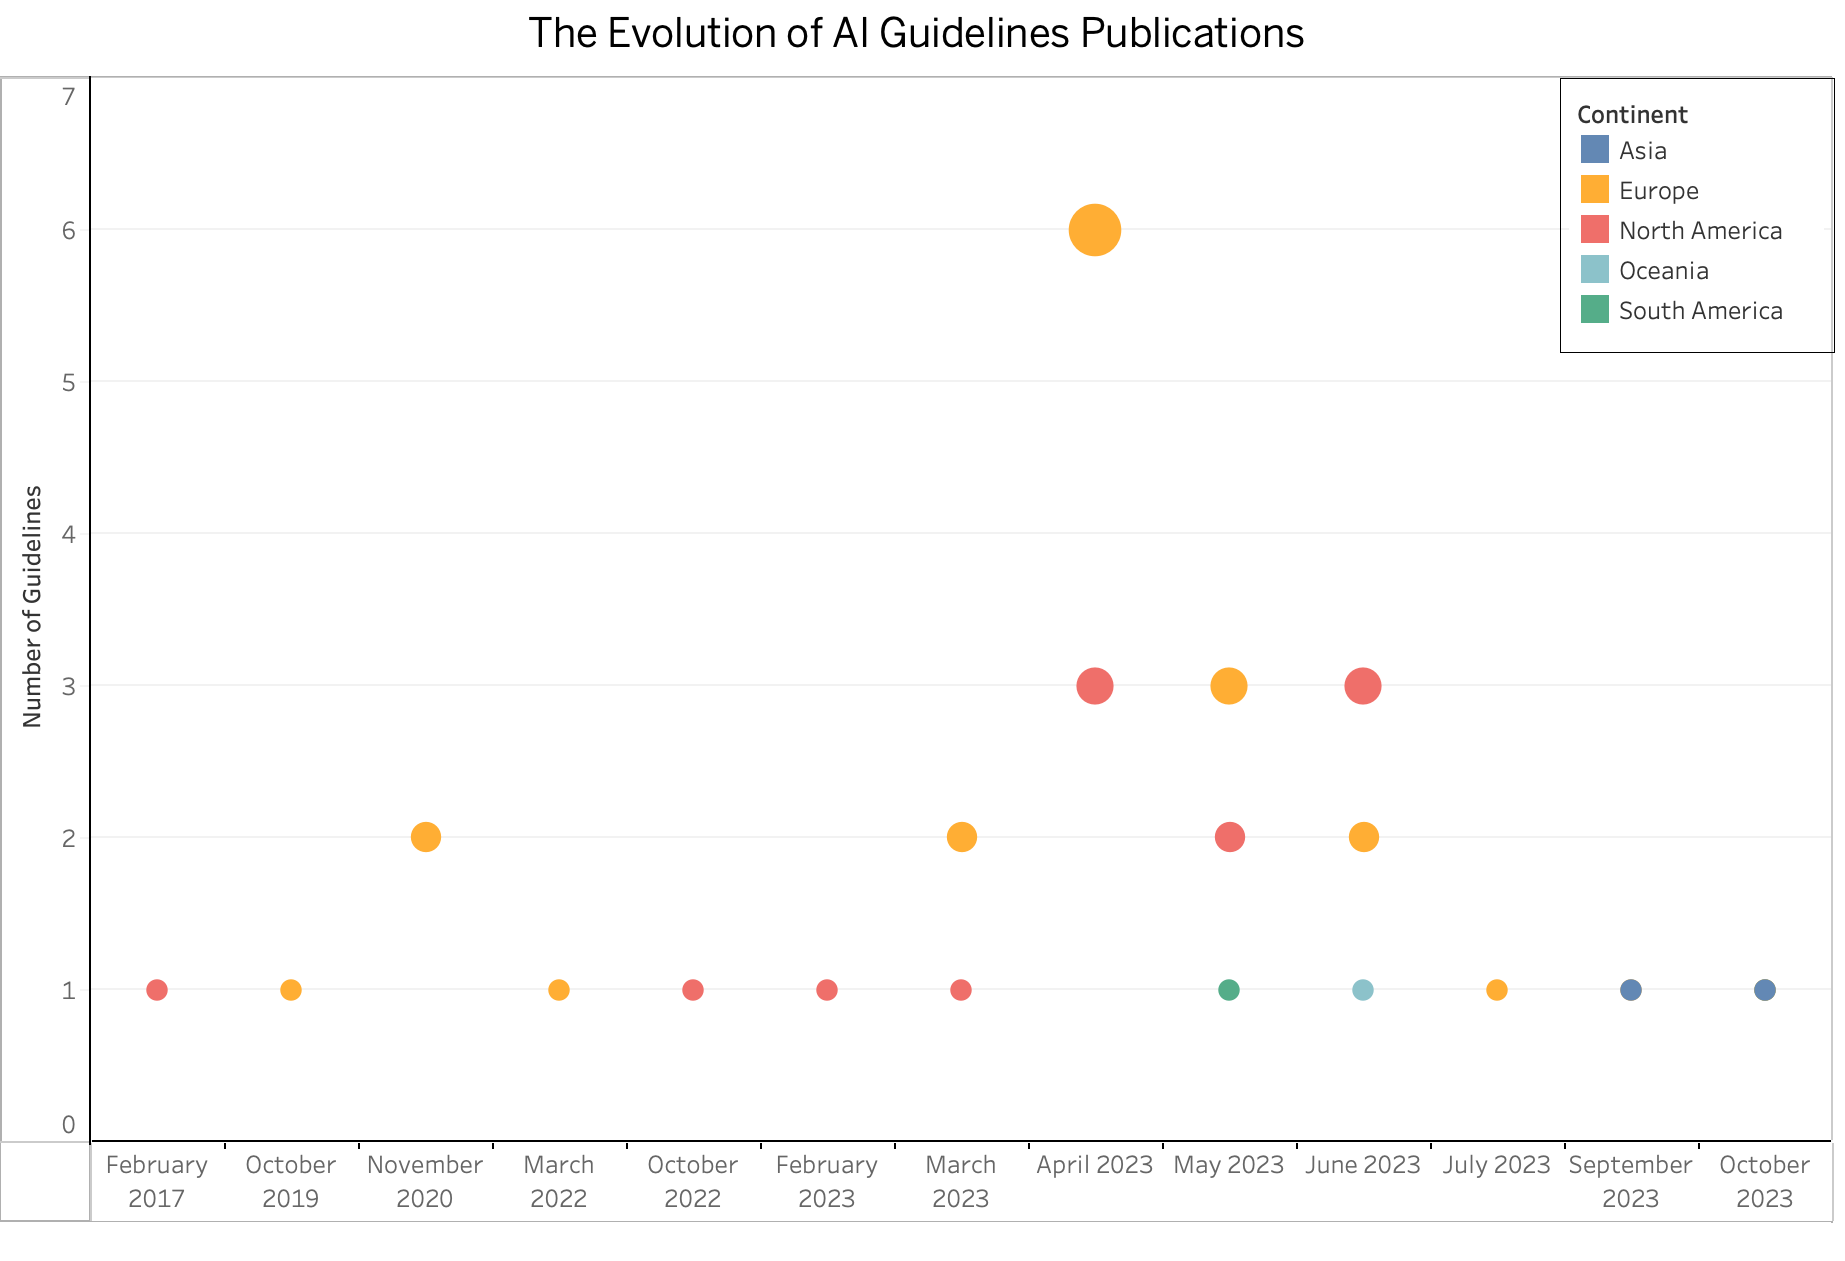 The Evolution of AI Guidelines Publications
Continent
Asia
Europe
North America
Oceania
South America
Number of Guidelines
7
6
5
4
3
2
1
0
February 2017
October 2019
November 2020
March 2022
October 2022
February 2023
March 2023
April 2023
May 2023
June 2023
July 2023
September 2023
October 2023